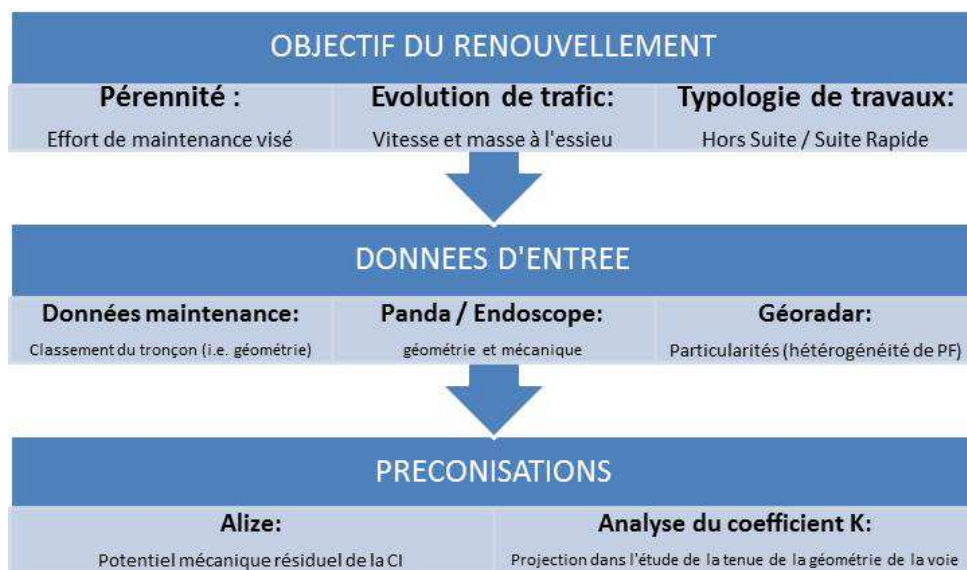 OBJECTIF DU RENOUVELLEMENT
Pérennité :
Effort de maintenance visé
Evolution de trafic:
Vitesse et masse à l'essieu
Typologie de travaux:
Hors Suite / Suite Rapide
DONNEES D'ENTREE
Données maintenance:
Classement du tronçon (i.e. géométrie)
Panda / Endoscope:
géométrie et mécanique
Géoradar:
Particularités (hétérogénéité de PF)
PRECONISATIONS
Alize:
Potentiel mécanique résiduel de la CI
Analyse du coefficient K:
Projection dans l'étude de la tenue de la géométrie de la voie